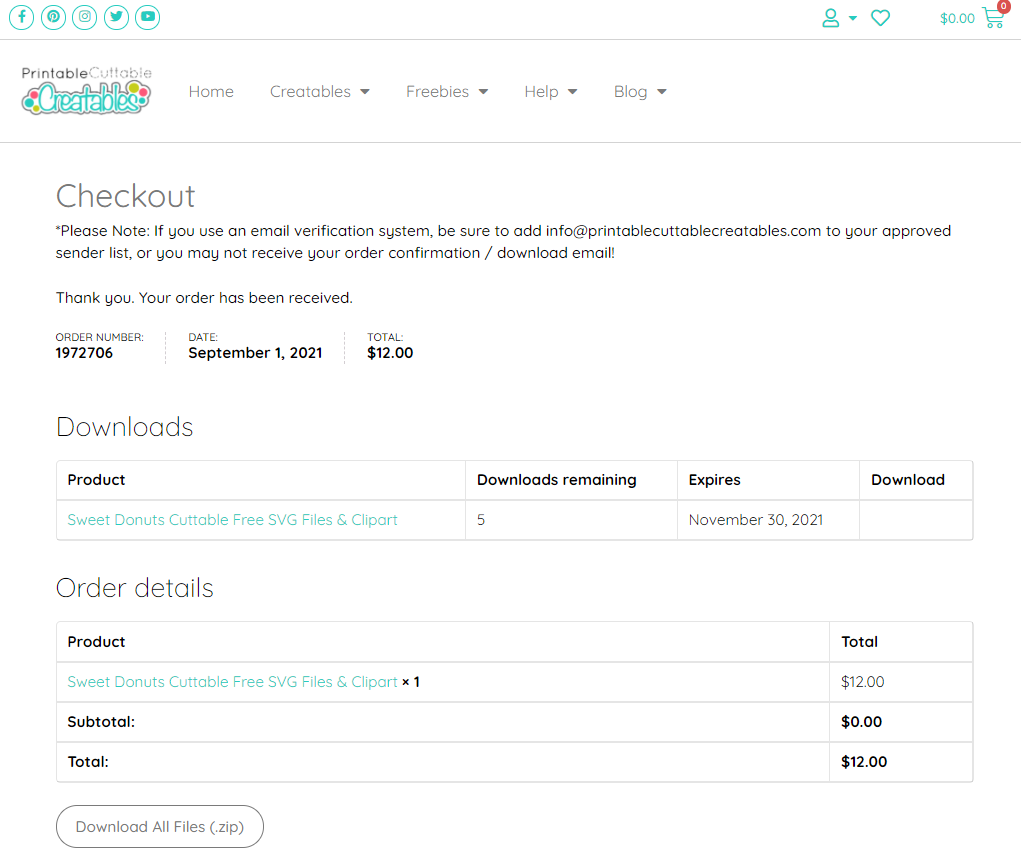 $0.00 0
PrintableCuttable
Creatables
Home Creatables Freebies Help Blog
Checkout
*Please Note: If you use an email verification system, be sure to add info@printablecuttablecreatables.com to your approved
sender list, or you may not receive your order confirmation / download email!
Thank you. Your order has been received.
ORDER NUMBER: DATE: TOTAL:
1972706 September 1, 2021 $12.00
Downloads
Product Downloads remaining Expires Download
Sweet Donuts Cuttable Free SVG Files & Clipart 5 November 30, 2021
Order details
Product Total
Sweet Donuts Cuttable Free SVG Files & Clipart × 1 $12.00
Subtotal: $0.00
Total: $12.00
Download All Files (.zip)